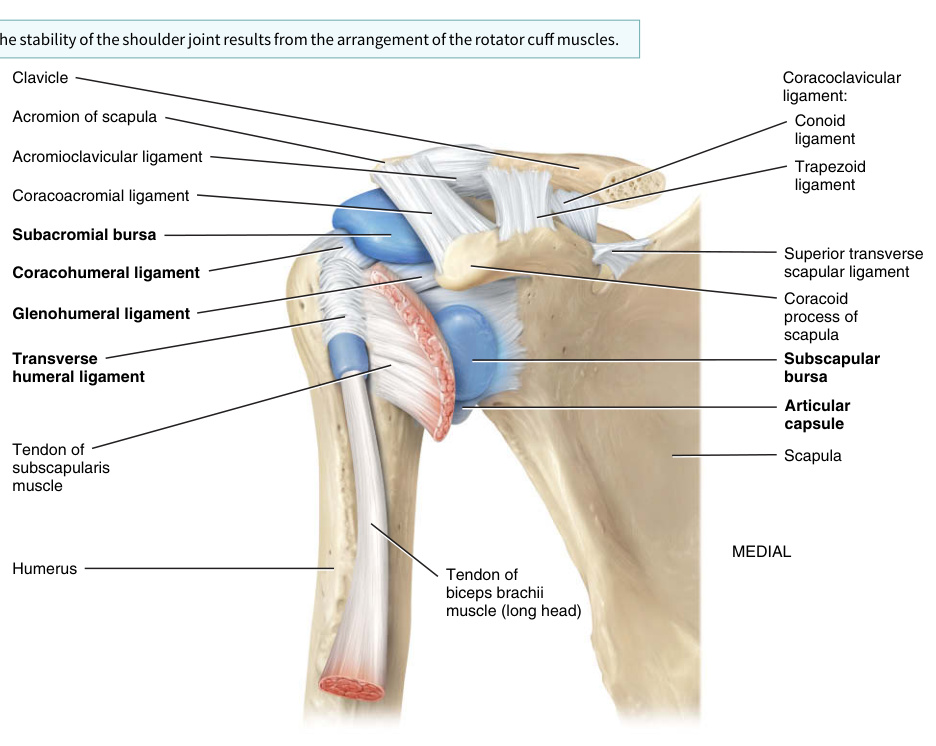 he stability of the shoulder joint results from the arrangement of the rotator cuff muscles.
Clavicle
Acromion of scapula
Acromioclavicular ligament
Coracoacromial ligament
Subacromial bursa
Coracohumeral ligament
Glenohumeral ligament
Transverse
humeral ligament
Tendon of
subscapularis
muscle
Humerus
Coracoclavicular
ligament:
Conoid
ligament
Trapezoid
ligament
Superior transverse
scapular ligament
Coracoid
process of
scapula
Subscapular
bursa
Articular
capsule
Scapula
MEDIAL
Tendon of
biceps brachii
muscle (long head)